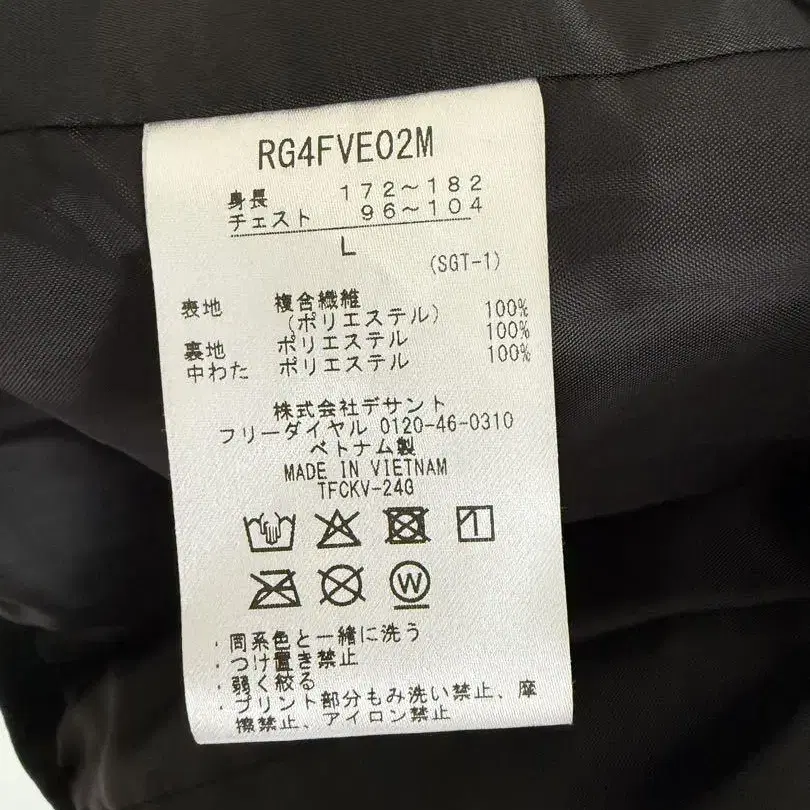 RG4FVE02M
身長 172～182
チェスト 96～104
L
(SGT-1)
表地 複合繊維
(ポリエステル) 100%
裏地 ポリエステル 100%
中わた ポリエステル 100%
株式会社デサント
フリーダイヤル 0120-46-0310
ベトナム製
MADE IN VIETNAM
TFCKV-24G
W
・同系色と一緒に洗う
・つけ置き禁止
・弱く絞る
・プリント部分もみ洗い禁止、摩
擦禁止、アイロン禁止